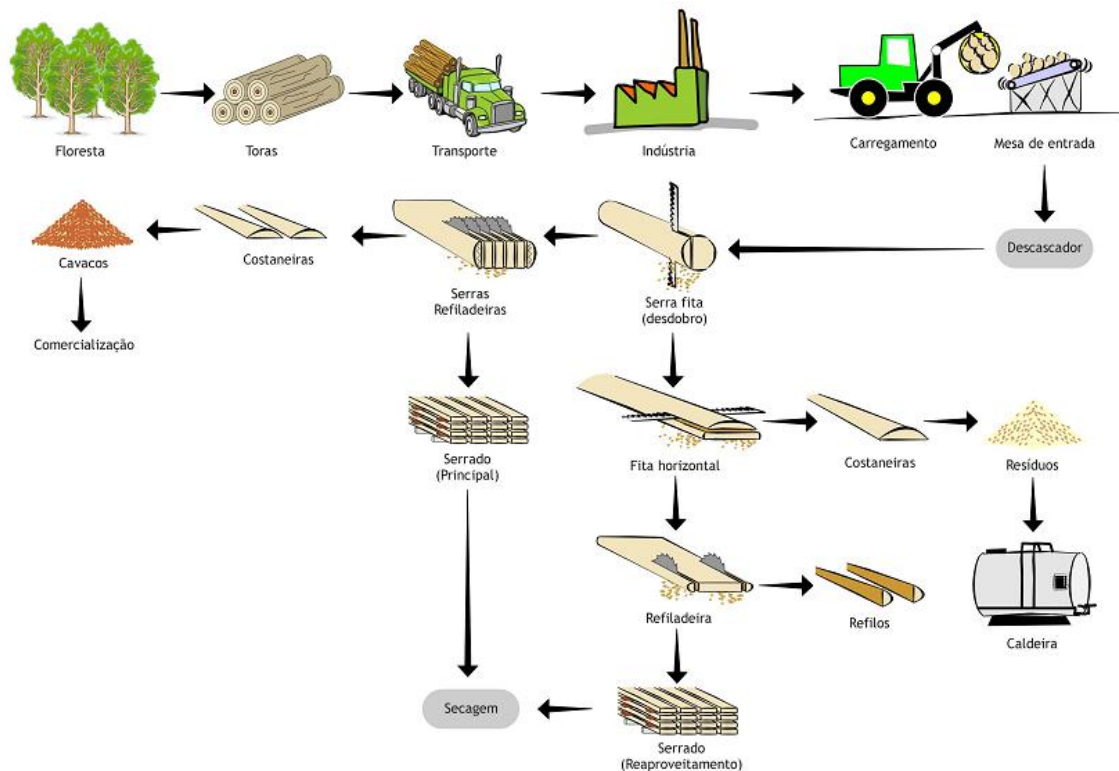 Floresta
Toras
Transporte
Indústria
Carregamento
Mesa de entrada
Cavacos
Costaneiras
Serras
Refiladeiras
Serra fita
(desdobro)
Descascador
Comercialização
Serrado
(Principal)
Fita horizontal
Costaneiras
Resíduos
Refiladeira
Refilos
Caldeira
Secagem
Serrado
(Reaproveitamento)